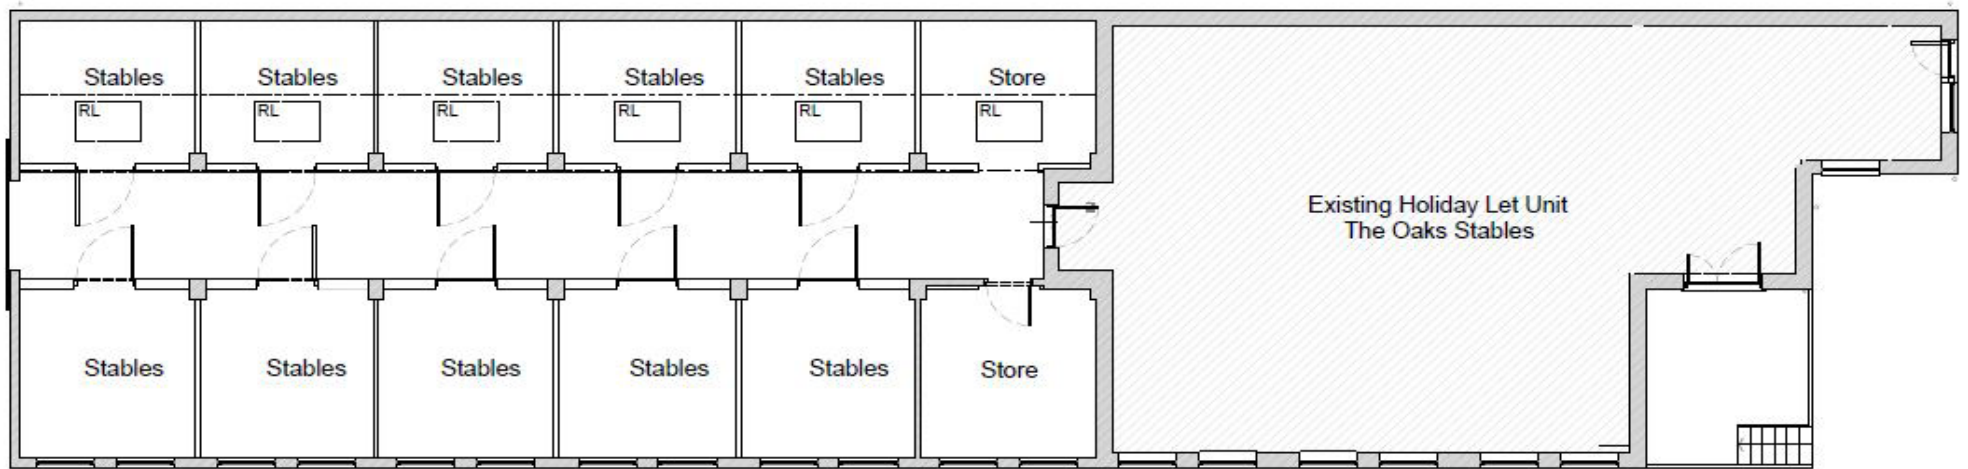 Stables
Stables
Stables
Stables
Stables
Store
RL
RL
RL
RL
RL
RL
Existing Holiday Let Unit
The Oaks Stables
Stables
Stables
Stables
Stables
Stables
Store